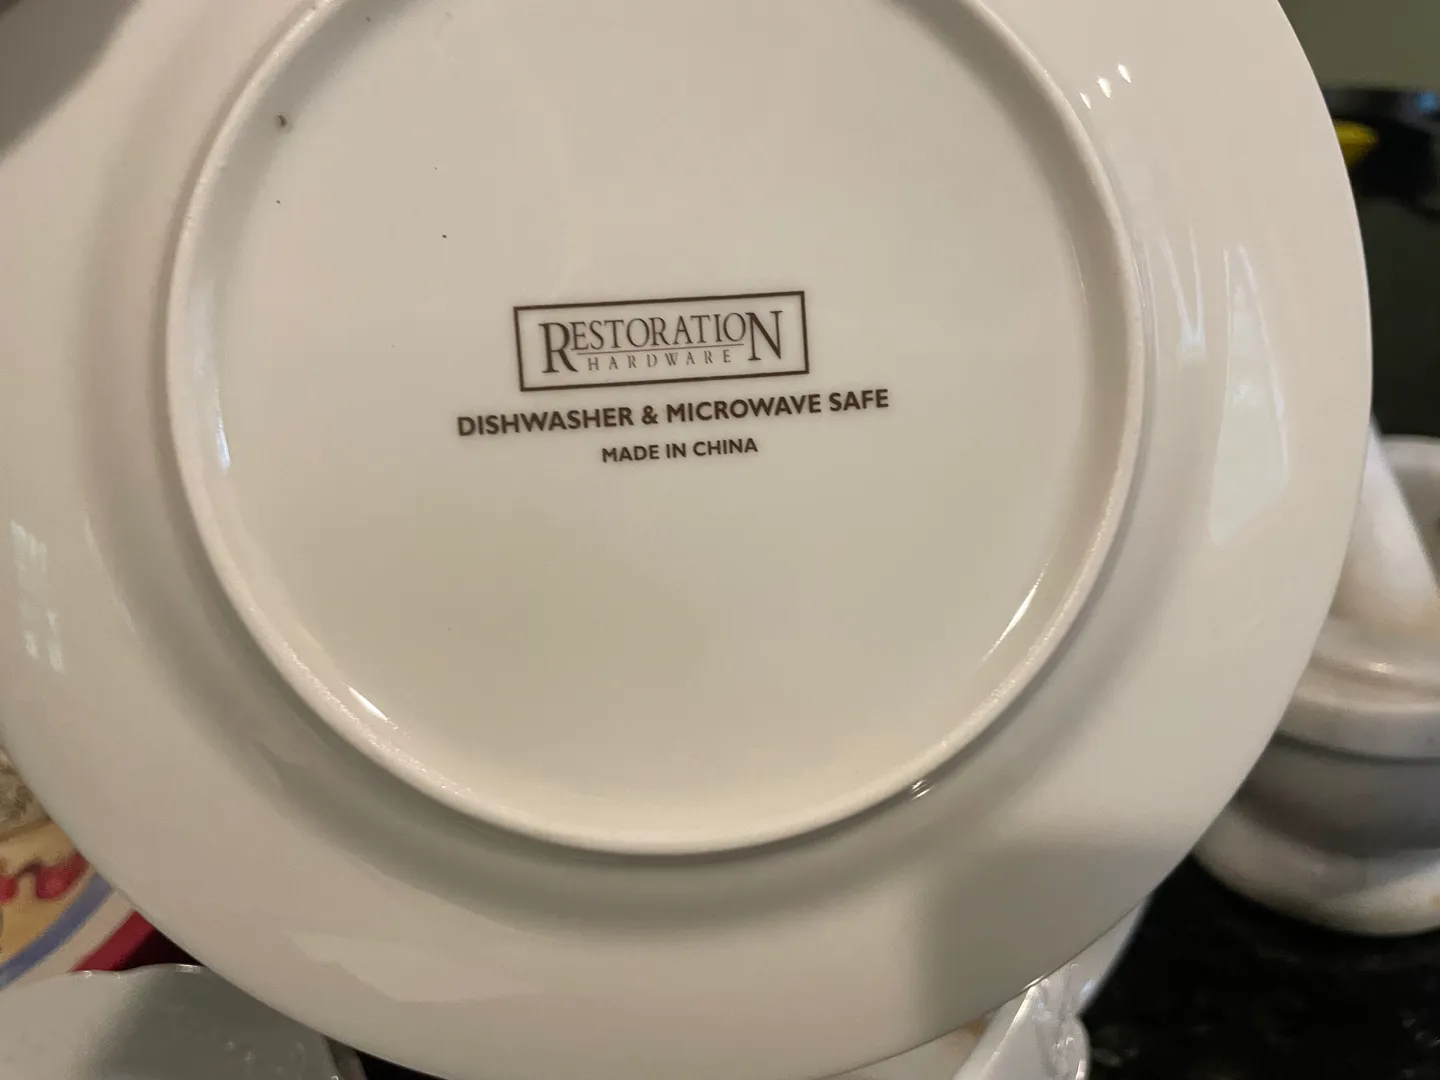 RESTORATION
HARDWARE
DISHWASHER & MICROWAVE SAFE
MADE IN CHINA